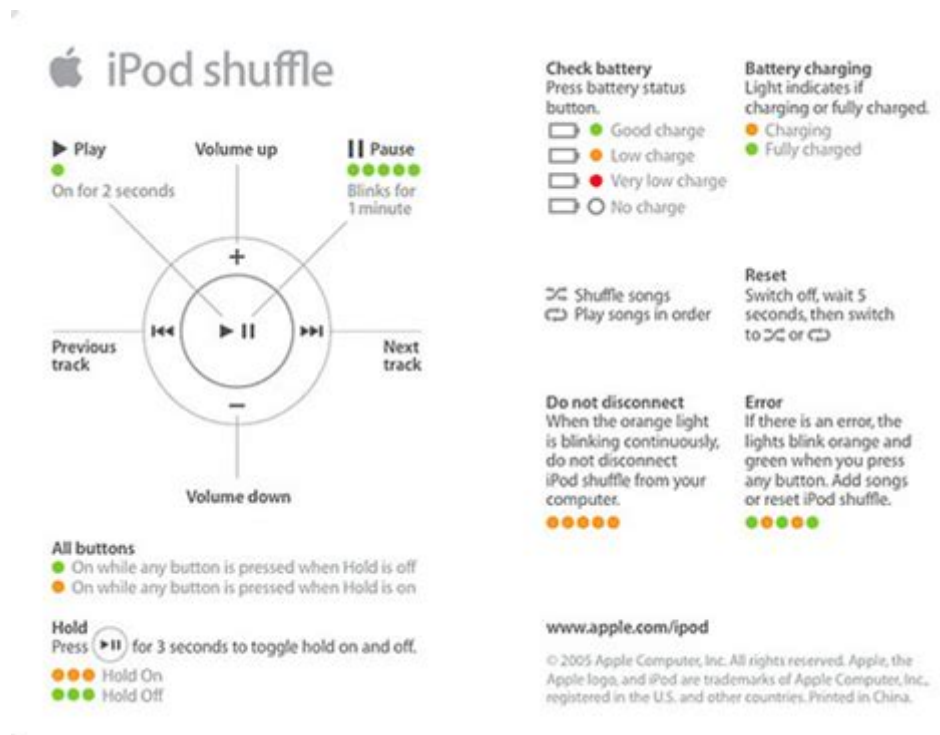 iPod shuffle
Play
On for 2 seconds
Volume up
Pause
Blinks for
1 minute
+
Previous
track
Next
track
−
Volume down
All buttons
On while any button is pressed when Hold is off
On while any button is pressed when Hold is on
Hold
Press for 3 seconds to toggle hold on and off.
Hold On
Hold Off
Check battery
Press battery status
button.
Good charge
Low charge
Very low charge
No charge
Battery charging
Light indicates if
charging or fully charged.
Charging
Fully charged
Shuffle songs
Play songs in order
Reset
Switch off, wait 5
seconds, then switch
to or
Do not disconnect
When the orange light
is blinking continuously,
do not disconnect
iPod shuffle from your
computer.
Error
If there is an error, the
lights blink orange and
green when you press
any button. Add songs
or reset iPod shuffle.
www.apple.com/ipod
© 2005 Apple Computer, Inc. All rights reserved. Apple, the
Apple logo, and iPod are trademarks of Apple Computer, Inc.,
registered in the U.S. and other countries. Printed in China.